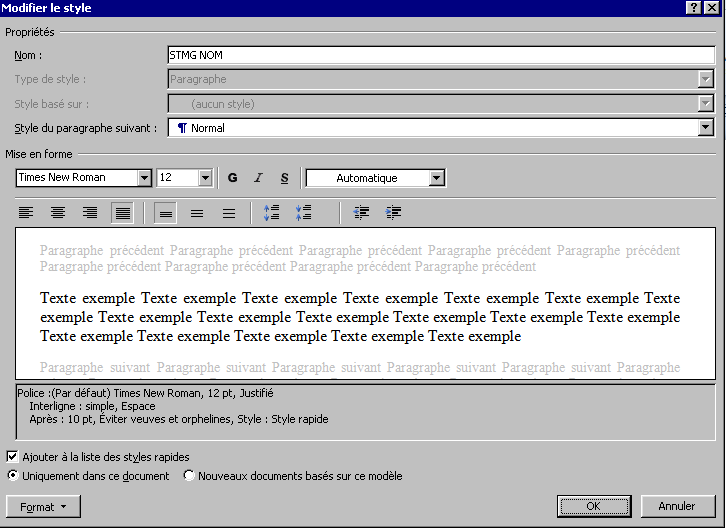 Modifier le style
Propriétés
Nom : STMG NOM
Type de style : Paragraphe
Style basé sur : (aucun style)
Style du paragraphe suivant : ¶ Normal
Mise en forme
Times New Roman 12 G I S Automatique
Paragraphe précédent Paragraphe précédent Paragraphe précédent Paragraphe précédent Paragraphe précédent
Paragraphe précédent Paragraphe précédent Paragraphe précédent Paragraphe précédent
Texte exemple Texte exemple Texte exemple Texte exemple Texte exemple Texte exemple Texte
exemple Texte exemple Texte exemple Texte exemple Texte exemple Texte exemple Texte exemple
Texte exemple Texte exemple Texte exemple Texte exemple Texte exemple
Paragraphe suivant Paragraphe suivant Paragraphe suivant Paragraphe suivant Paragraphe suivant Paragraphe
Police :(Par défaut) Times New Roman, 12 pt, Justifié
Interligne : simple, Espace
Après : 10 pt, Éviter veuves et orphelines, Style : Style rapide
Ajouter à la liste des styles rapides
Uniquement dans ce document Nouveaux documents basés sur ce modèle
Format OK Annuler